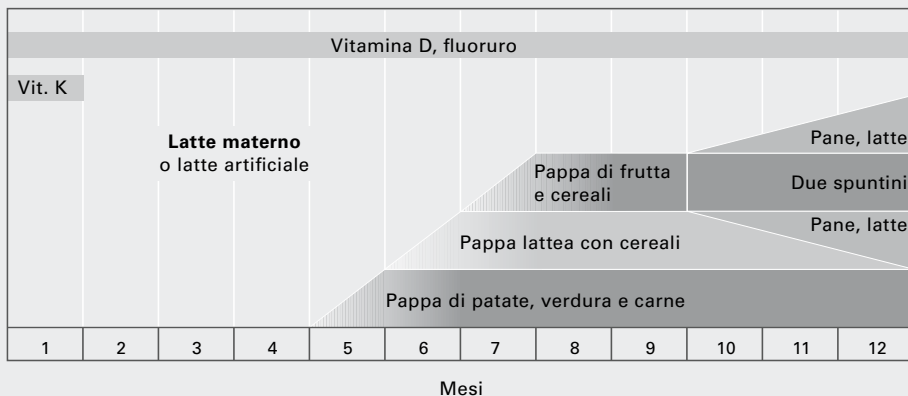 Vitamina D, fluoruro
Vit. K
Latte materno
o latte artificiale
Pane, latte
Pappa di frutta
e cereali
Due spuntini
Pane, latte
Pappa lattea con cereali
Pappa di patate, verdura e carne
1 2 3 4 5 6 7 8 9 10 11 12
Mesi